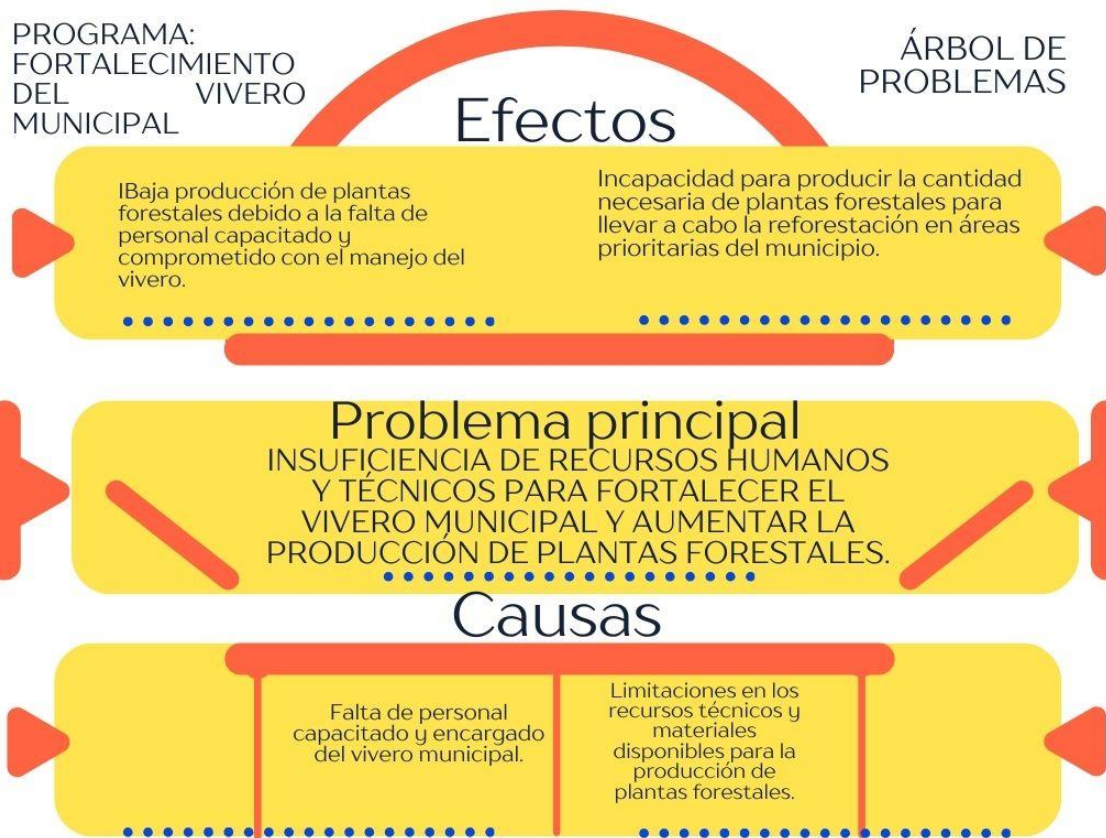 PROGRAMA:
FORTALECIMIENTO
DEL VIVERO
MUNICIPAL
ÁRBOL DE
PROBLEMAS
Efectos
IBaja producción de plantas
forestales debido a la falta de
personal capacitado y
comprometido con el manejo del
vivero.
Incapacidad para producir la cantidad
necesaria de plantas forestales para
llevar a cabo la reforestación en áreas
prioritarias del municipio.
Problema principal
INSUFICIENCIA DE RECURSOS HUMANOS
Y TÉCNICOS PARA FORTALECER EL
VIVERO MUNICIPAL Y AUMENTAR LA
PRODUCCIÓN DE PLANTAS FORESTALES.
Causas
Falta de personal
capacitado y encargado
del vivero municipal.
Limitaciones en los
recursos técnicos y
materiales
disponibles para la
producción de
plantas forestales.